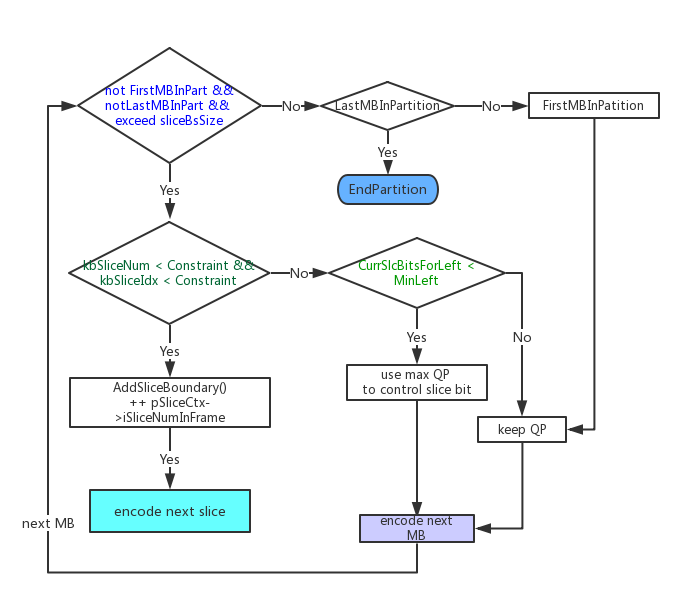 not FirstMBInPart &&
notLastMBInPart &&
exceed sliceBsSize
No
LastMBInPartition
No
FirstMBInPatition
Yes
EndPartition
Yes
kbSliceNum < Constraint &&
kbSliceIdx < Constraint
No
CurrSlcBitsForLeft <
MinLeft
Yes
Yes
No
AddSliceBoundary()
++ pSliceCtx-
>iSliceNumInFrame
use max QP
to control slice bit
keep QP
Yes
encode next slice
next MB
encode next
MB